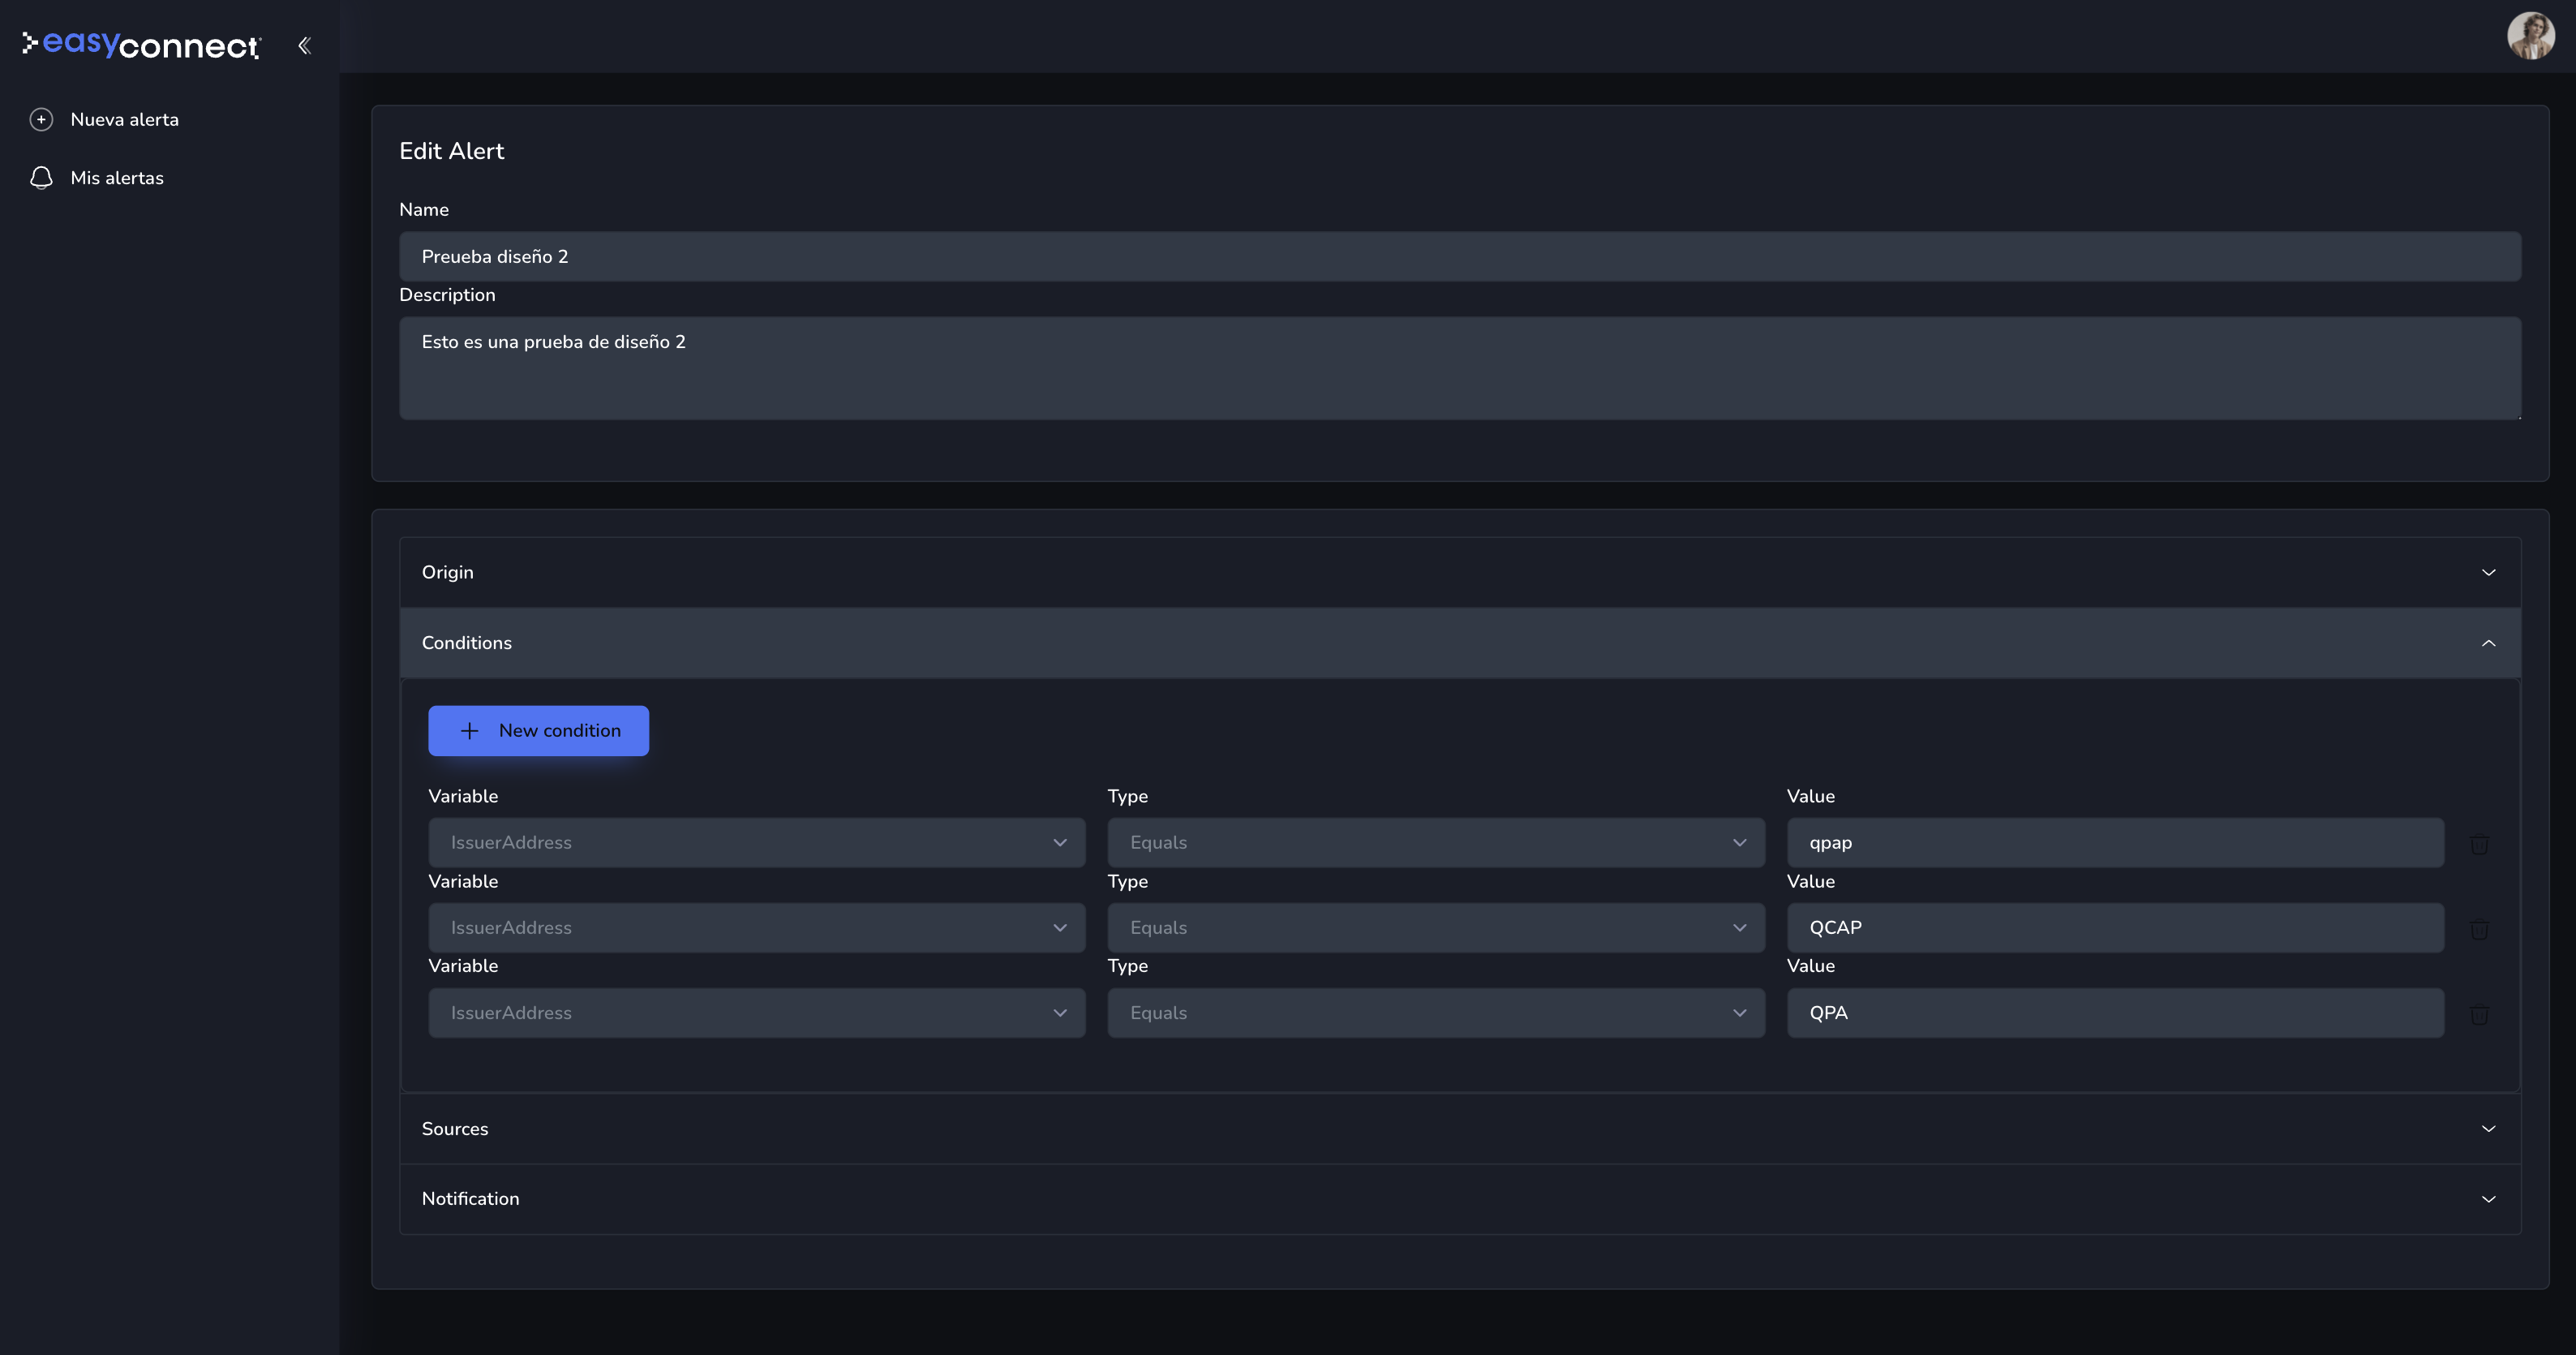 easyconnect
Nueva alerta
Mis alertas
Edit Alert
Name
Preueba diseño 2
Description
Esto es una prueba de diseño 2
Origin
Conditions
New condition
Variable Type Value
IssuerAddress Equals qpap
Variable Type Value
IssuerAddress Equals QCAP
Variable Type Value
IssuerAddress Equals QPA
Sources
Notification